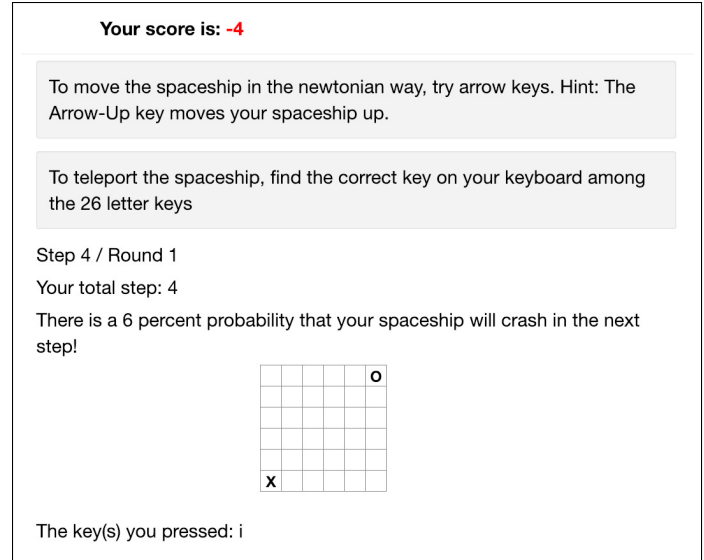 Your score is: -4
To move the spaceship in the newtonian way, try arrow keys. Hint: The
Arrow-Up key moves your spaceship up.
To teleport the spaceship, find the correct key on your keyboard among
the 26 letter keys
Step 4 / Round 1
Your total step: 4
There is a 6 percent probability that your spaceship will crash in the next
step!
O
X
The key(s) you pressed: i